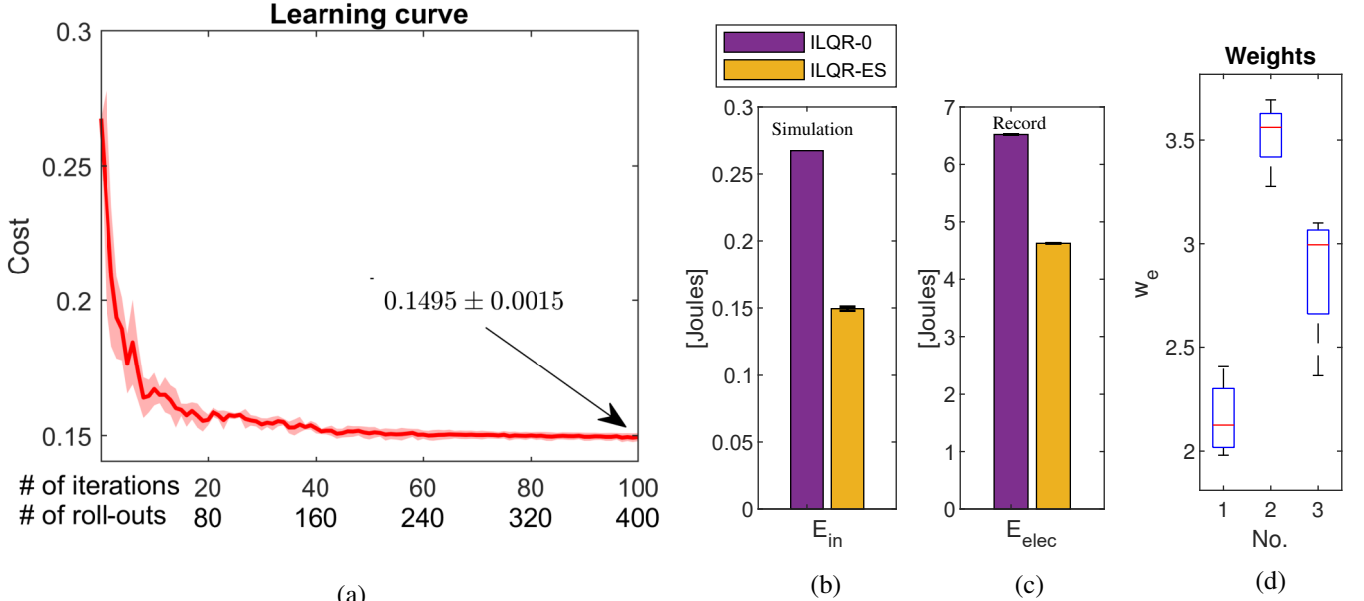 Learning curve
0.3
0.25
0.2
0.15
Cost
0.1495 ± 0.0015
# of iterations 20 40 60 80 100
# of roll-outs 80 160 240 320 400
(a)
ILQR-0
ILQR-ES
0.3
0.25
0.2
0.15
0.1
0.05
0
[Joules]
Simulation
E_in
(b)
7
6
5
4
3
2
1
0
[Joules]
Record
E_elec
(c)
Weights
3.5
3
2.5
2
w_e
1 2 3
No.
(d)